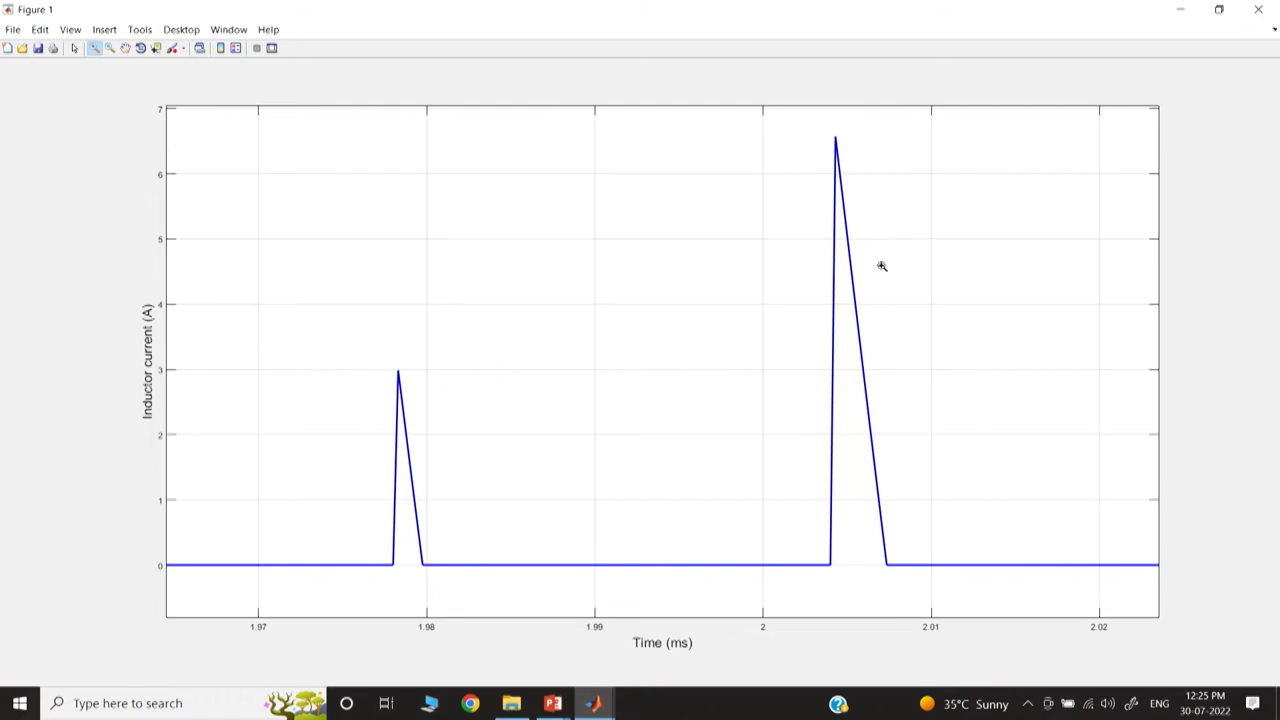 Figure 1
File Edit View Insert Tools Desktop Window Help
7
6
5
4
3
2
1
0
Inductor current (A)
1.97 1.98 1.99 2 2.01 2.02
Time (ms)
Type here to search
35°C Sunny
ENG
12:25 PM
30-07-2022